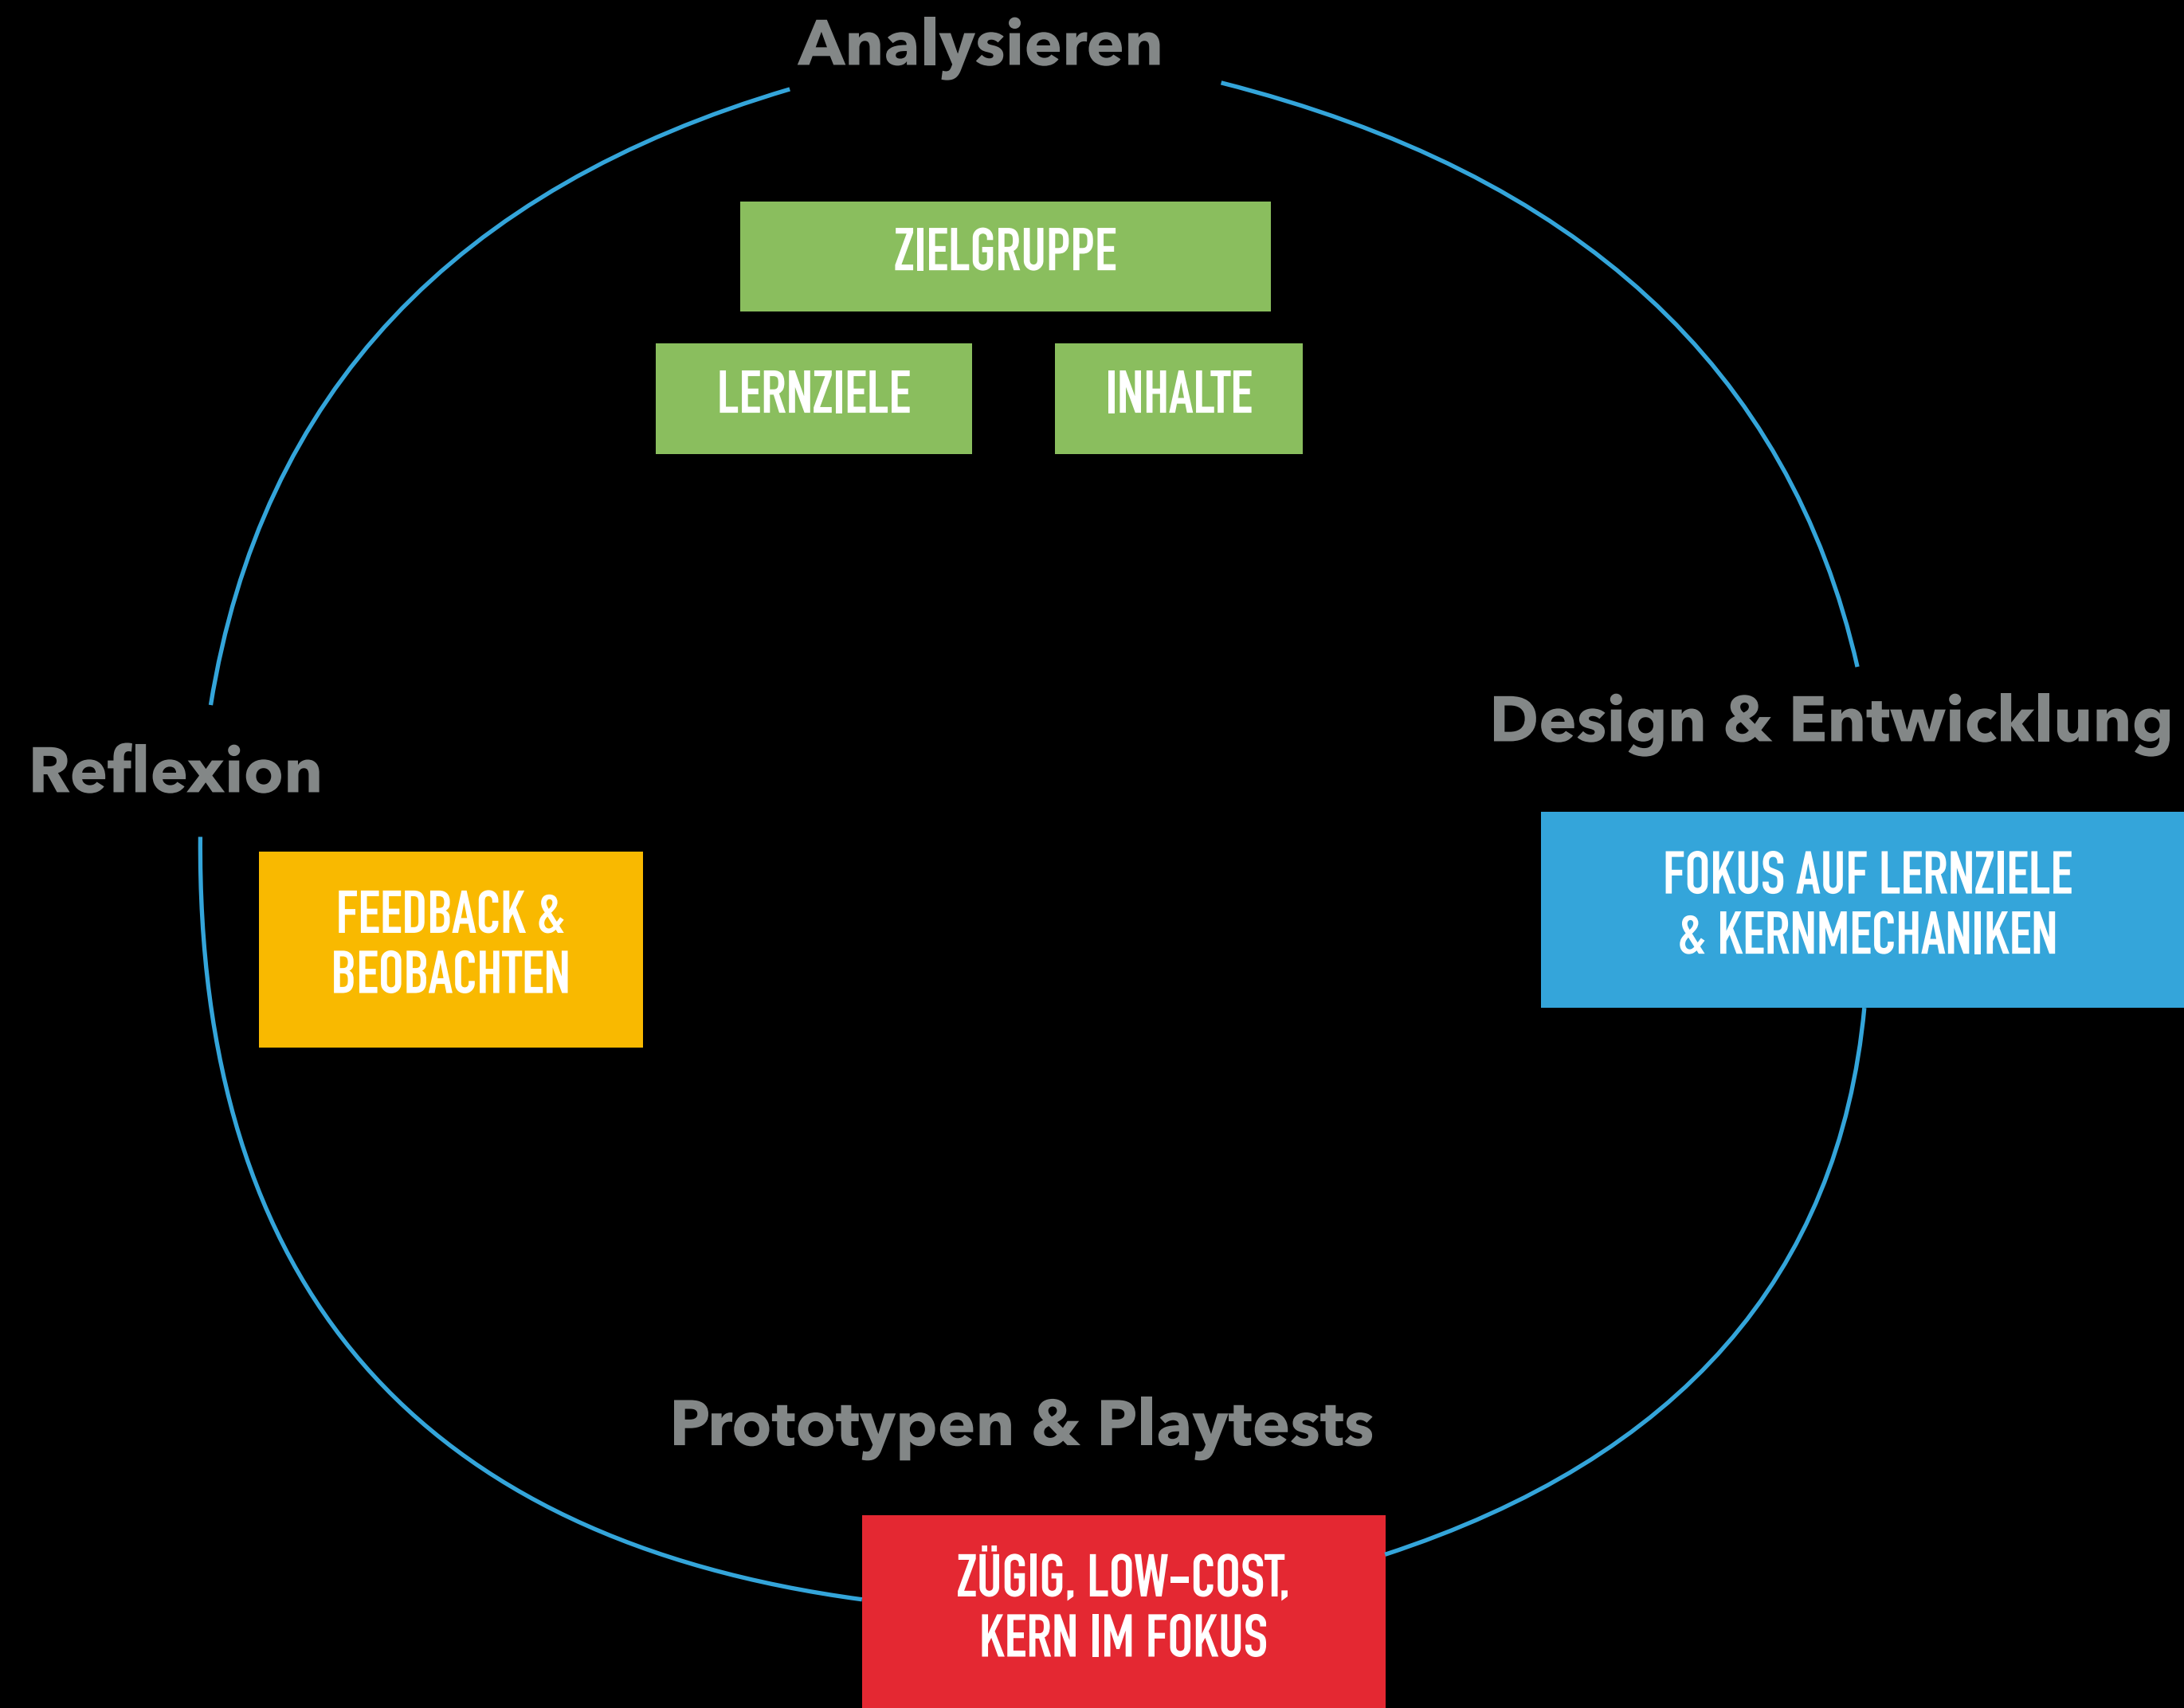 Analysieren
ZIELGRUPPE
LERNZIELE
INHALTE
Design & Entwicklung
FOKUS AUF LERNZIELE
& KERNMECHANIKEN
Reflexion
FEEDBACK &
BEOBACHTEN
Prototypen & Playtests
ZÜGIG, LOW-COST,
KERN IM FOKUS